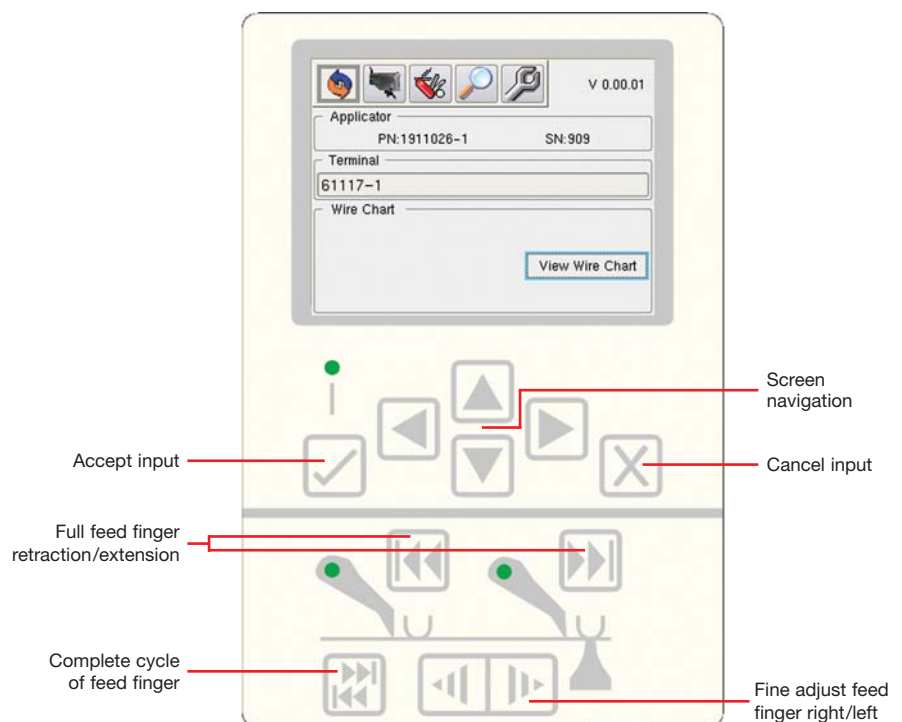 V 0.00.01
Applicator
PN:1911026-1 SN:909
Terminal
61117-1
Wire Chart
View Wire Chart
Screen
navigation
Accept input
Cancel input
Full feed finger
retraction/extension
Complete cycle
of feed finger
Fine adjust feed
finger right/left